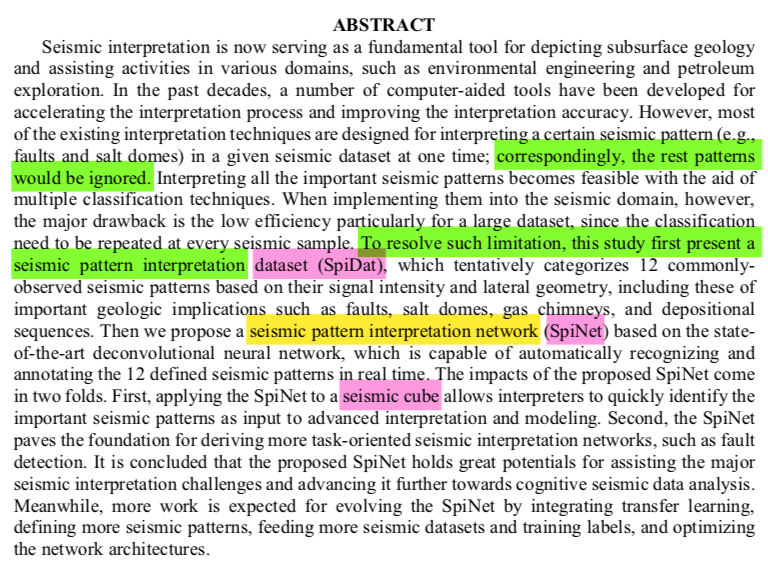 ABSTRACT
Seismic interpretation is now serving as a fundamental tool for depicting subsurface geology
and assisting activities in various domains, such as environmental engineering and petroleum
exploration. In the past decades, a number of computer-aided tools have been developed for
accelerating the interpretation process and improving the interpretation accuracy. However, most
of the existing interpretation techniques are designed for interpreting a certain seismic pattern (e.g.,
faults and salt domes) in a given seismic dataset at one time; correspondingly, the rest patterns
would be ignored. Interpreting all the important seismic patterns becomes feasible with the aid of
multiple classification techniques. When implementing them into the seismic domain, however,
the major drawback is the low efficiency particularly for a large dataset, since the classification
need to be repeated at every seismic sample. To resolve such limitation, this study first present a
seismic pattern interpretation dataset (SpiDat), which tentatively categorizes 12 commonly-
observed seismic patterns based on their signal intensity and lateral geometry, including these of
important geologic implications such as faults, salt domes, gas chimneys, and depositional
sequences. Then we propose a seismic pattern interpretation network (SpiNet) based on the state-
of-the-art deconvolutional neural network, which is capable of automatically recognizing and
annotating the 12 defined seismic patterns in real time. The impacts of the proposed SpiNet come
in two folds. First, applying the SpiNet to a seismic cube allows interpreters to quickly identify the
important seismic patterns as input to advanced interpretation and modeling. Second, the SpiNet
paves the foundation for deriving more task-oriented seismic interpretation networks, such as fault
detection. It is concluded that the proposed SpiNet holds great potentials for assisting the major
seismic interpretation challenges and advancing it further towards cognitive seismic data analysis.
Meanwhile, more work is expected for evolving the SpiNet by integrating transfer learning,
defining more seismic patterns, feeding more seismic datasets and training labels, and optimizing
the network architectures.